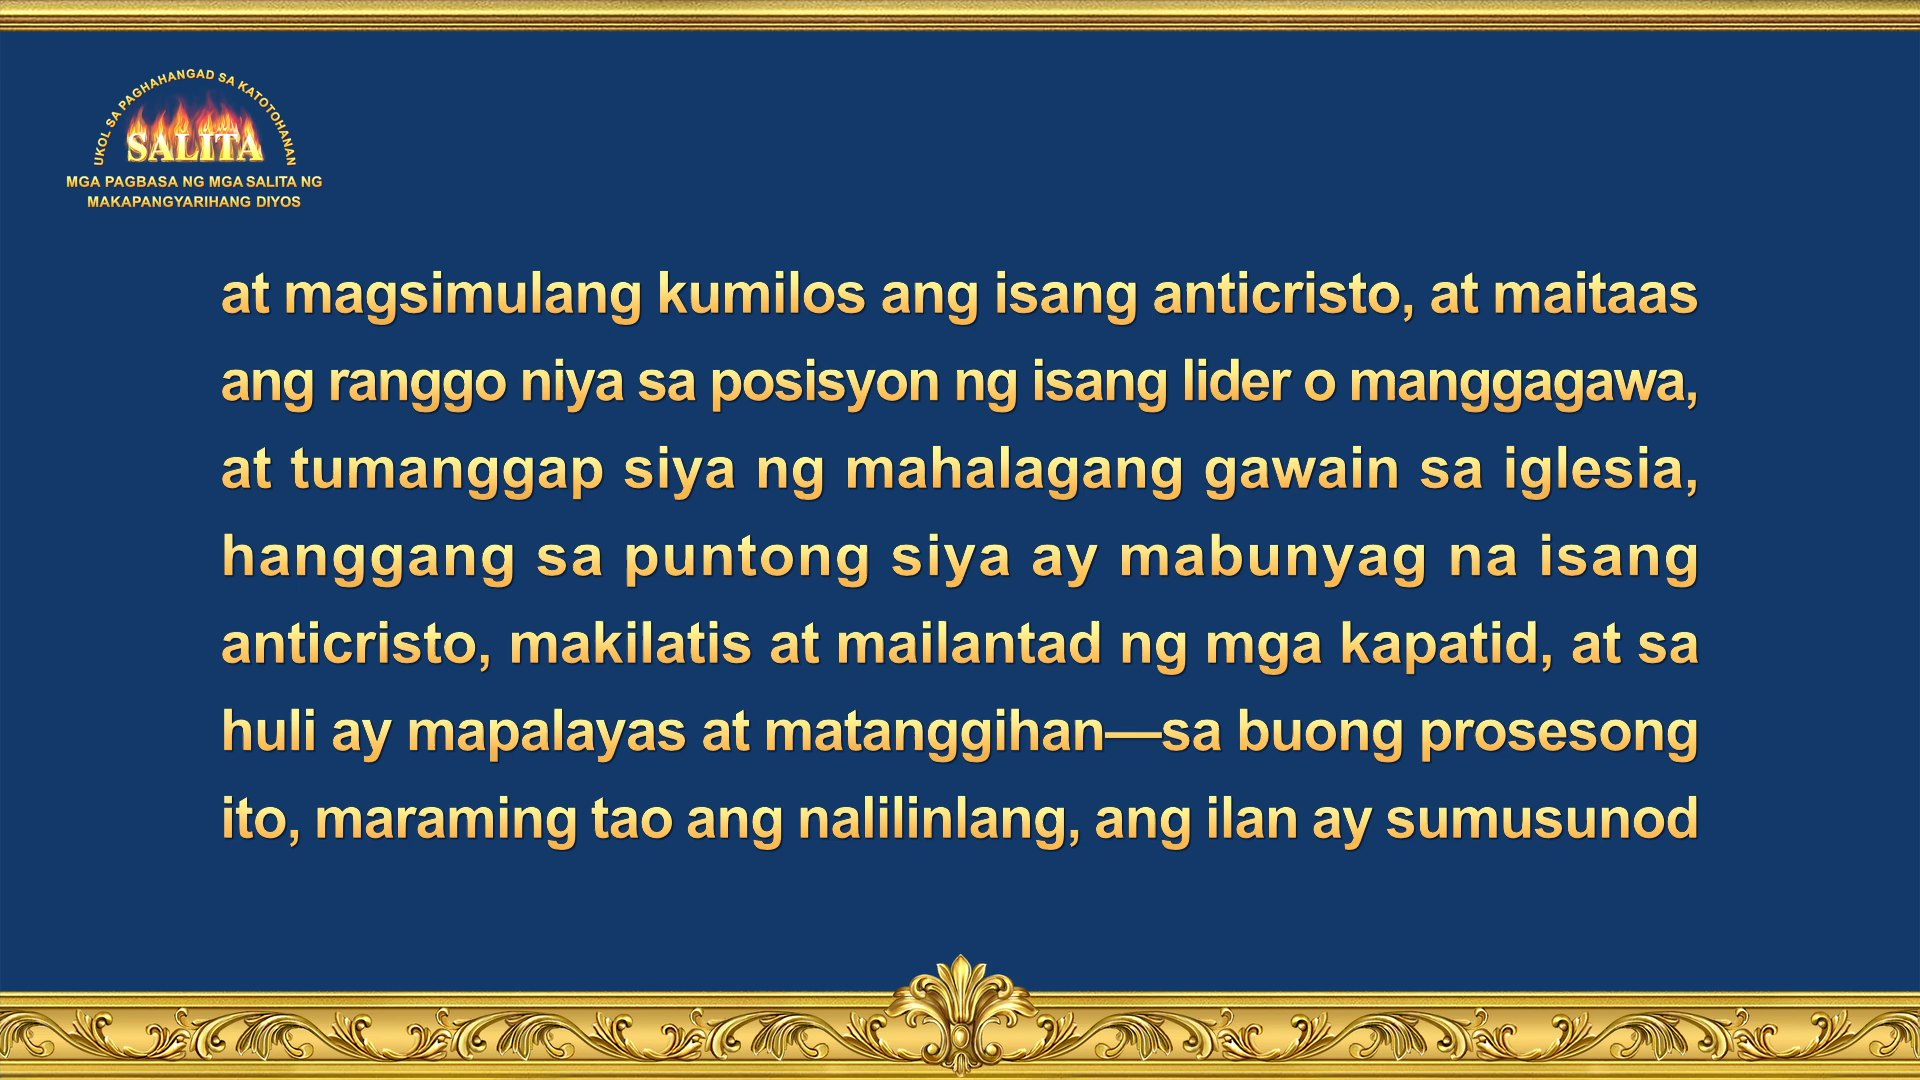 UKOL SA PAGHAHANGAD SA KATOTOHANAN
SALITA
MGA PAGBASA NG MGA SALITA NG
MAKAPANGYARIHANG DIYOS
at magsimulang kumilos ang isang anticristo, at maitaas
ang ranggo niya sa posisyon ng isang lider o manggagawa,
at tumanggap siya ng mahalagang gawain sa iglesia,
hanggang sa puntong siya ay mabunyag na isang
anticristo, makilatis at mailantad ng mga kapatid, at sa
huli ay mapalayas at matanggihan—sa buong prosesong
ito, maraming tao ang nalilinlang, ang ilan ay sumusunod